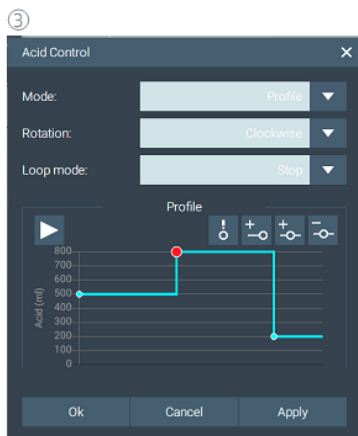 ③
Acid Control
Mode: Profile
Rotation: Clockwise
Loop mode: Stop
Profile
800
700
600
500
400
300
200
100
0
Acid (ml)
Ok Cancel Apply